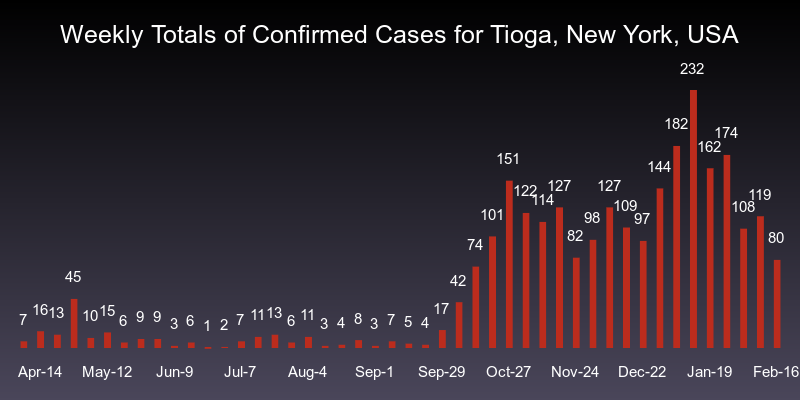 Weekly Totals of Confirmed Cases for Tioga, New York, USA
7 16 13 45 10 15 6 9 9 3 6 1 2 7 11 13 6 11 3 4 8 3 7 5 4 17 42 74 101 151 122 114 127 82 98 127 109 97 144 182 232 162 174 108 119 80
Apr-14 May-12 Jun-9 Jul-7 Aug-4 Sep-1 Sep-29 Oct-27 Nov-24 Dec-22 Jan-19 Feb-16